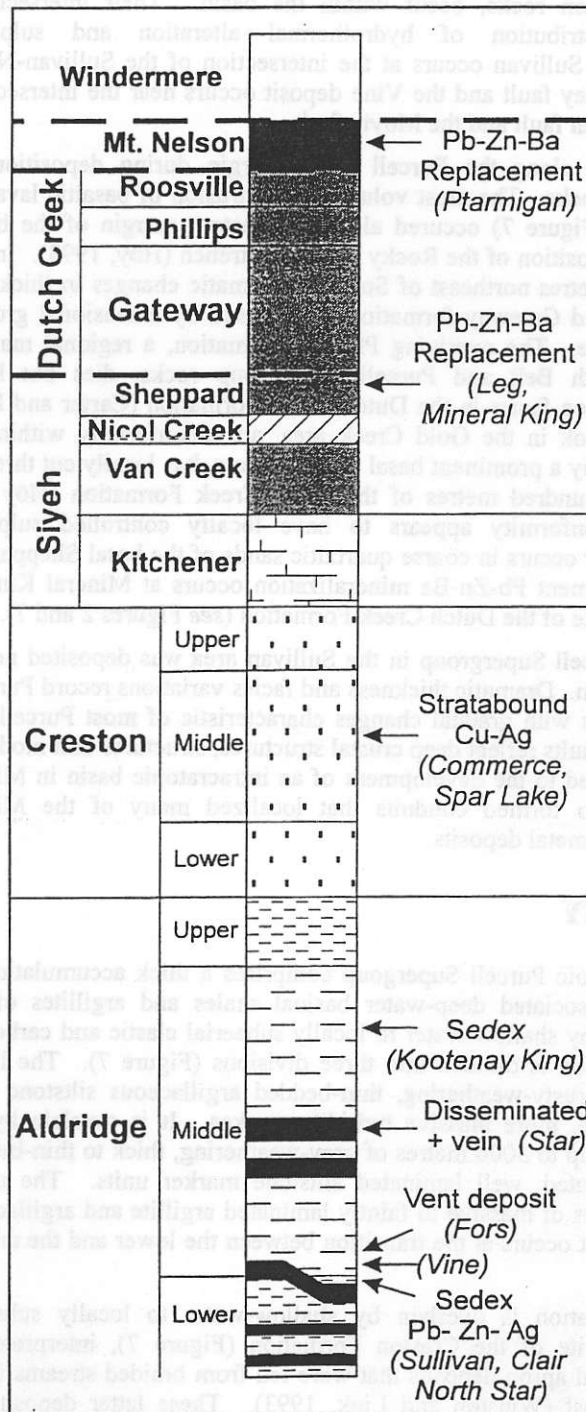 Windermere
Mt. Nelson
Pb-Zn-Ba
Replacement
(Ptarmigan)
Roosville
Phillips
Dutch creek
Gateway
Pb-Zn-Ba
Replacement
(Leg,
Mineral King)
Sheppard
Nicol Creek
Van Creek
Siyeh
Kitchener
Upper
Creston
Middle
Stratabound
Cu-Ag
(Commerce,
Spar Lake)
Lower
Upper
Sedex
(Kootenay King)
Aldridge
Middle
Disseminated
+ vein (Star)
Vent deposit
(Fors)
(Vine)
Lower
Sedex
Pb- Zn- Ag
(Sullivan, Clair
North Star)